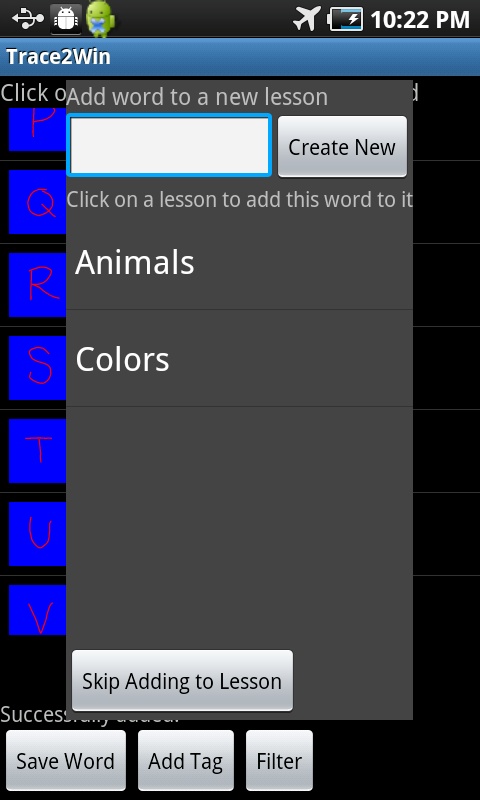 10:22 PM
Trace2Win
Click o
d
Add word to a new lesson
Create New
Click on a lesson to add this word to it
P
Q
Animals
R
S
Colors
T
U
V
Skip Adding to Lesson
Successfully added!
Save Word
Add Tag
Filter